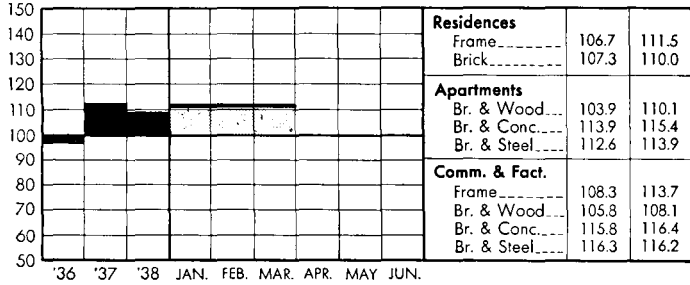 150
140
130
120
110
100
90
80
70
60
50
'36 '37 '38 JAN. FEB. MAR. APR. MAY JUN.
Residences
Frame 106.7 111.5
Brick 107.3 110.0
Apartments
Br. & Wood 103.9 110.1
Br. & Conc. 113.9 115.4
Br. & Steel 112.6 113.9
Comm. & Fact.
Frame 108.3 113.7
Br. & Wood 105.8 108.1
Br. & Conc. 115.8 116.4
Br. & Steel 116.3 116.2